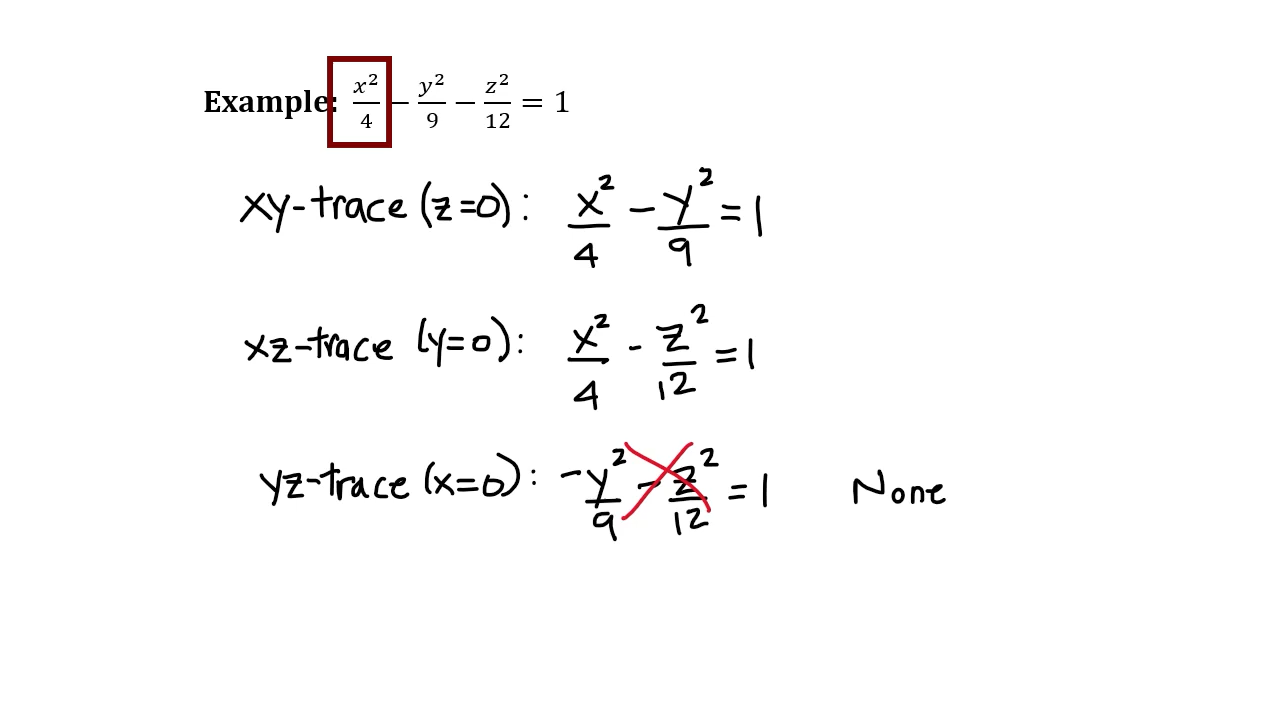 Example: x²/4 − y²/9 − z²/12 = 1
xy-trace (z=0): x²/4 − y²/9 = 1
xz-trace (y=0): x²/4 − z²/12 = 1
yz-trace (x=0): −y²/9 − z²/12 = 1 None